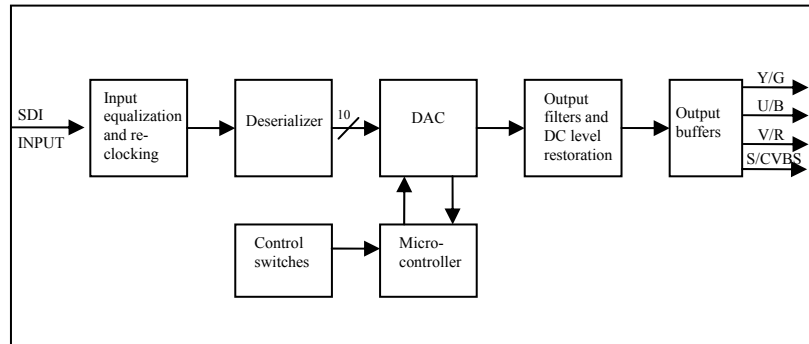 SDI
INPUT
Input
equalization
and re-
clocking
Deserializer
10
DAC
Output
filters and
DC level
restoration
Output
buffers
Y/G
U/B
V/R
S/CVBS
Control
switches
Micro-
controller